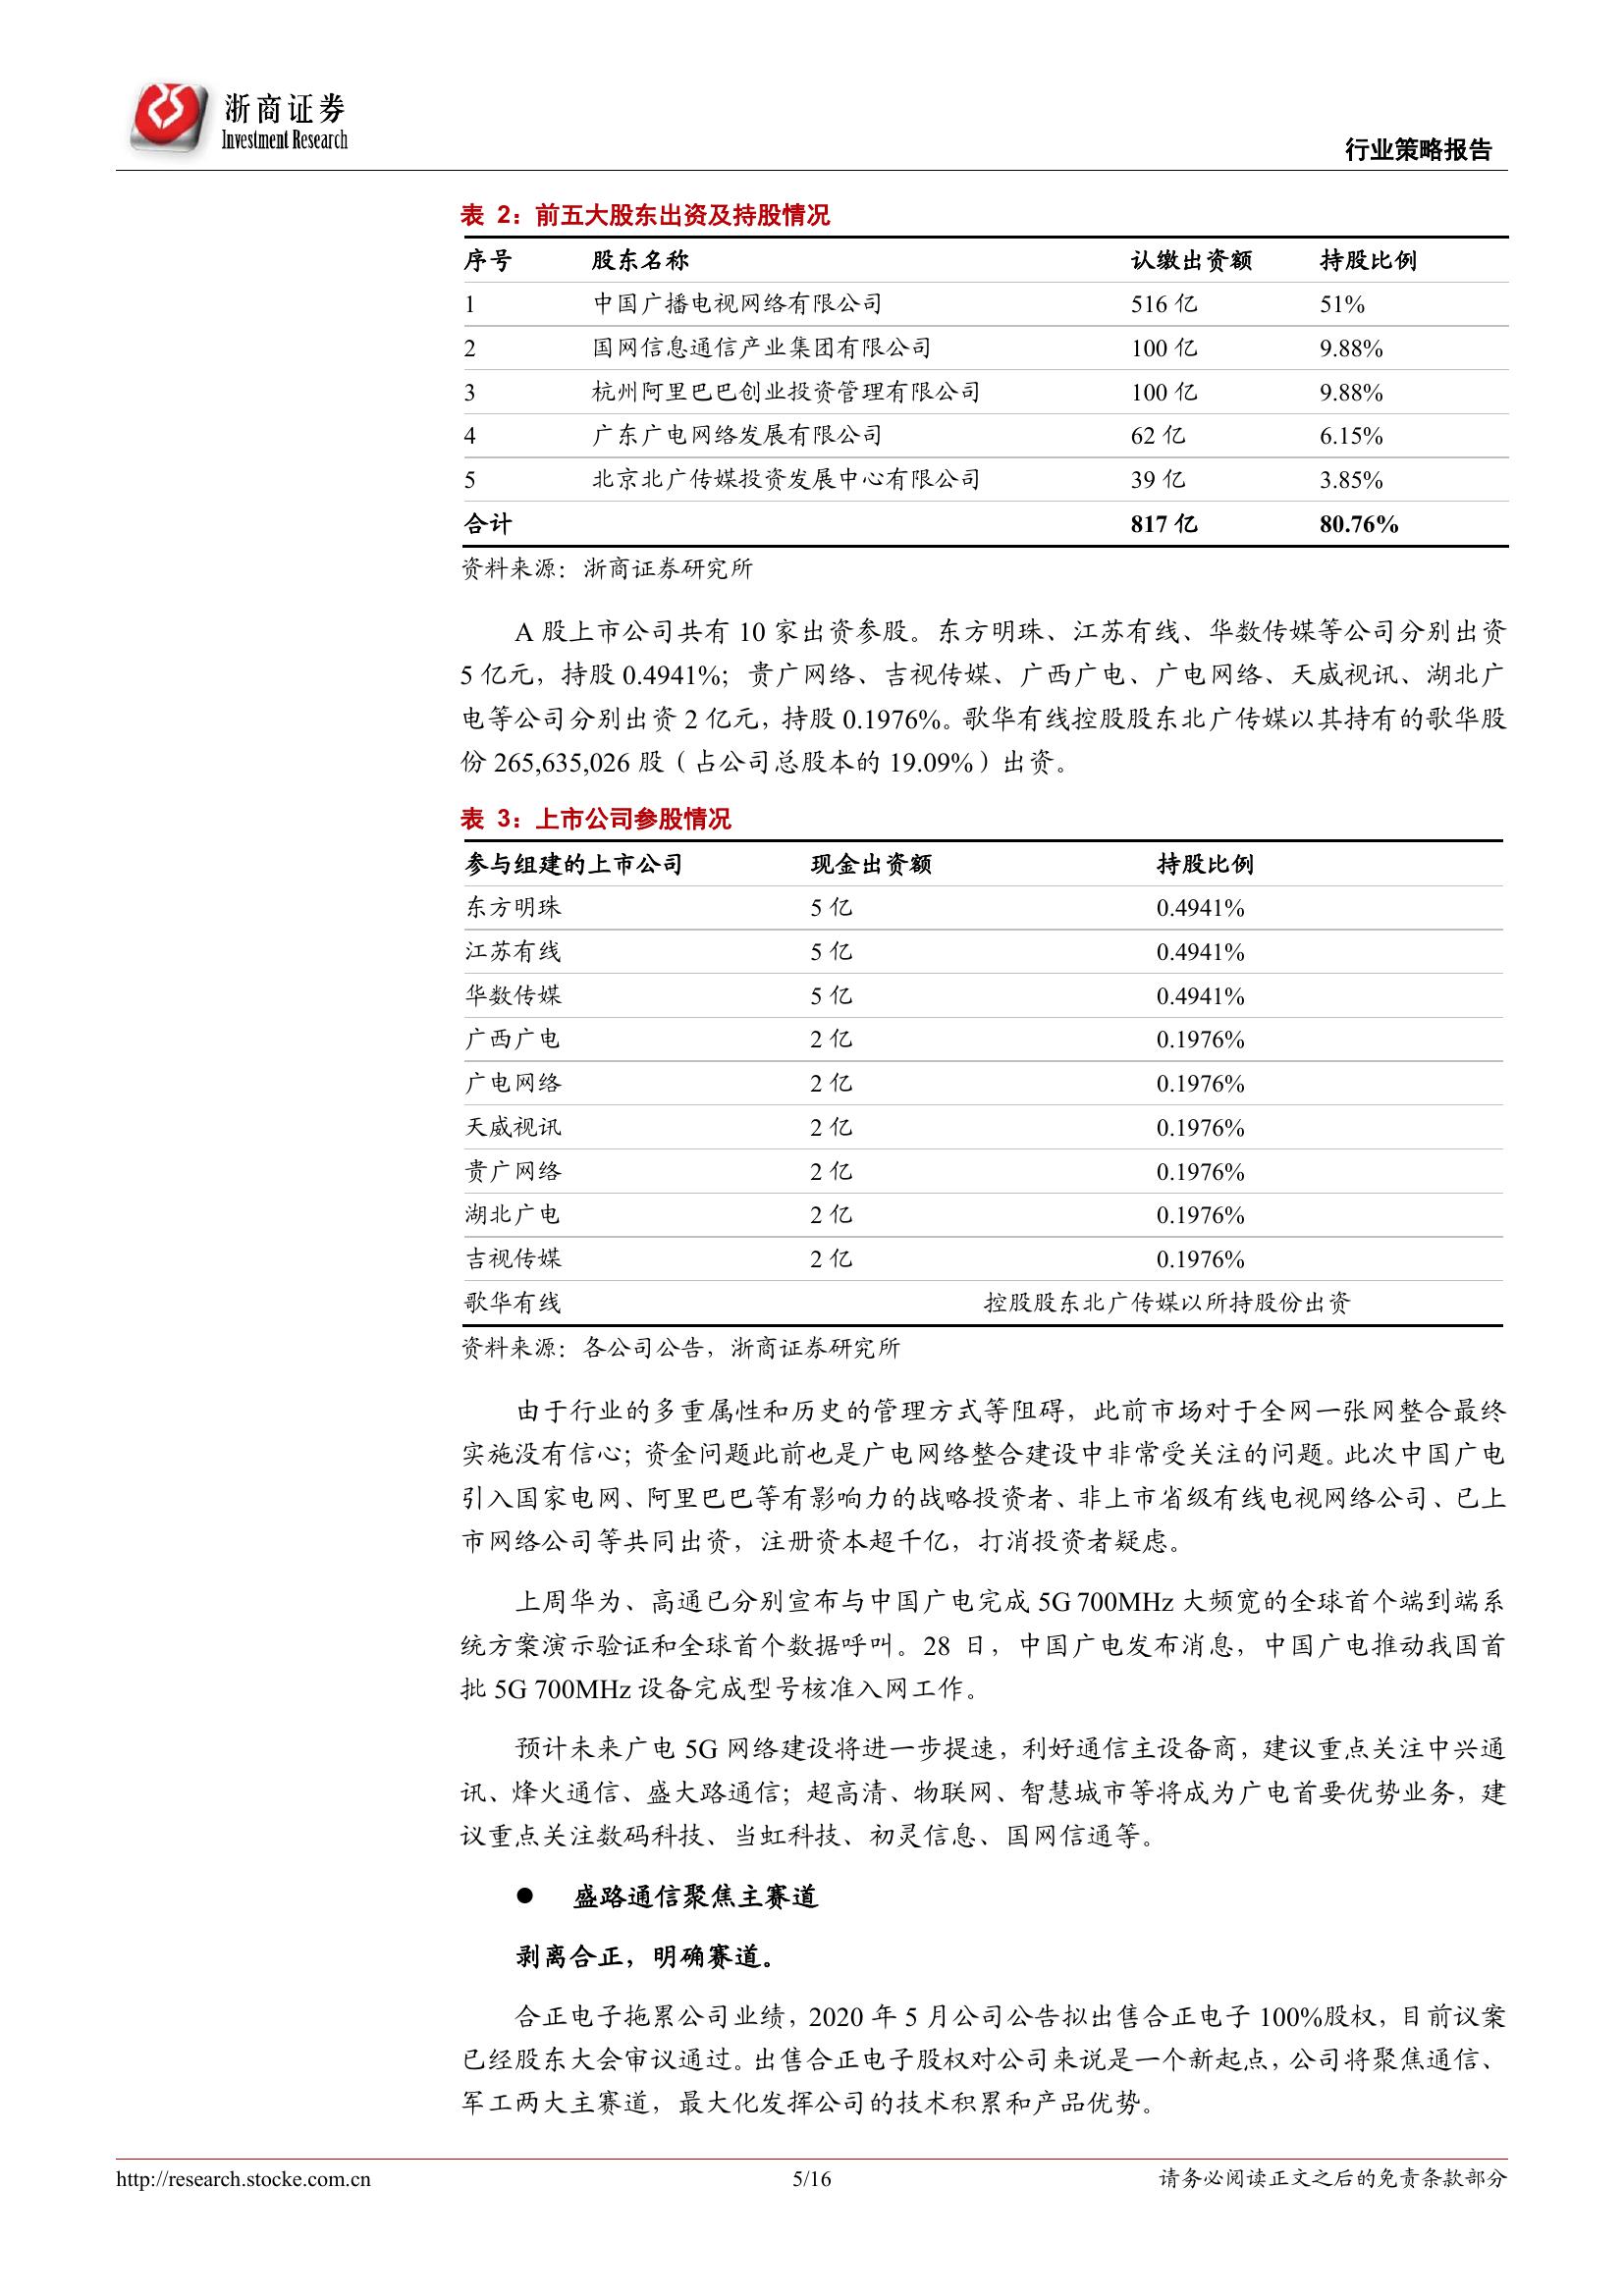 浙商证券
Investment Research
行业策略报告
表 2：前五大股东出资及持股情况
序号 股东名称 认缴出资额 持股比例
1 中国广播电视网络有限公司 516 亿 51%
2 国网信息通信产业集团有限公司 100 亿 9.88%
3 杭州阿里巴巴创业投资管理有限公司 100 亿 9.88%
4 广东广电网络发展有限公司 62 亿 6.15%
5 北京北广传媒投资发展中心有限公司 39 亿 3.85%
合计 817 亿 80.76%
资料来源：浙商证券研究所
A 股上市公司共有 10 家出资参股。东方明珠、江苏有线、华数传媒等公司分别出资
5 亿元，持股 0.4941%；贵广网络、吉视传媒、广西广电、广电网络、天威视讯、湖北广
电等公司分别出资 2 亿元，持股 0.1976%。歌华有线控股股东北广传媒以其持有的歌华股
份 265,635,026 股（占公司总股本的 19.09%）出资。
表 3：上市公司参股情况
参与组建的上市公司 现金出资额 持股比例
东方明珠 5 亿 0.4941%
江苏有线 5 亿 0.4941%
华数传媒 5 亿 0.4941%
广西广电 2 亿 0.1976%
广电网络 2 亿 0.1976%
天威视讯 2 亿 0.1976%
贵广网络 2 亿 0.1976%
湖北广电 2 亿 0.1976%
吉视传媒 2 亿 0.1976%
歌华有线 控股股东北广传媒以所持股份出资
资料来源：各公司公告，浙商证券研究所
由于行业的多重属性和历史的管理方式等阻碍，此前市场对于全网一张网整合最终
实施没有信心；资金问题此前也是广电网络整合建设中非常受关注的问题。此次中国广电
引入国家电网、阿里巴巴等有影响力的战略投资者、非上市省级有线电视网络公司、已上
市网络公司等共同出资，注册资本超千亿，打消投资者疑虑。
上周华为、高通已分别宣布与中国广电完成 5G 700MHz 大频宽的全球首个端到端系
统方案演示验证和全球首个数据呼叫。28 日，中国广电发布消息，中国广电推动我国首
批 5G 700MHz 设备完成型号核准入网工作。
预计未来广电 5G 网络建设将进一步提速，利好通信主设备商，建议重点关注中兴通
讯、烽火通信、盛大路通信；超高清、物联网、智慧城市等将成为广电首要优势业务，建
议重点关注数码科技、当虹科技、初灵信息、国网信通等。
● 盛路通信聚焦主赛道
剥离合正，明确赛道。
合正电子拖累公司业绩，2020 年 5 月公司公告拟出售合正电子 100%股权，目前议案
已经股东大会审议通过。出售合正电子股权对公司来说是一个新起点，公司将聚焦通信、
军工两大主赛道，最大化发挥公司的技术积累和产品优势。
http://research.stocke.com.cn 5/16 请务必阅读正文之后的免责条款部分